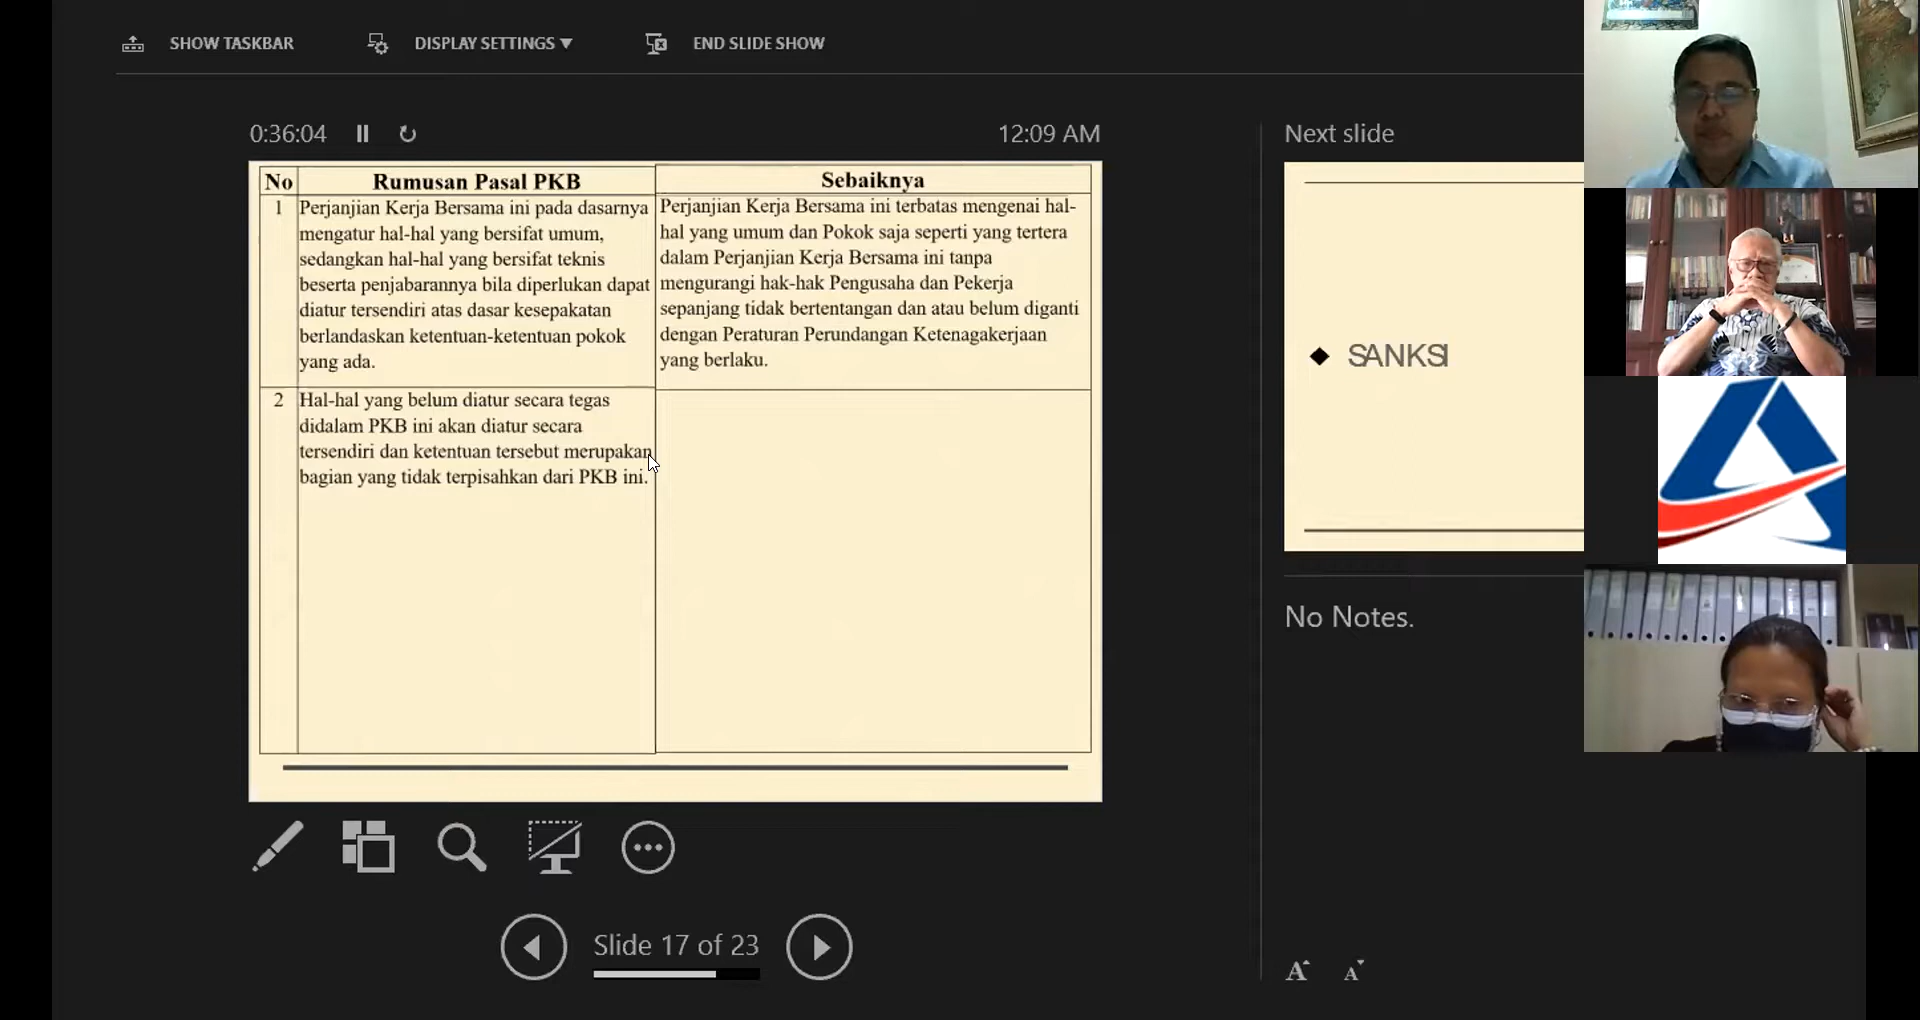 SHOW TASKBAR
DISPLAY SETTINGS
END SLIDE SHOW
0:36:04
12:09 AM
No
Rumusan Pasal PKB
Sebaiknya
1
Perjanjian Kerja Bersama ini pada dasarnya
mengatur hal-hal yang bersifat umum,
sedangkan hal-hal yang bersifat teknis
beserta penjabarannya bila diperlukan dapat
diatur tersendiri atas dasar kesepakatan
berlandaskan ketentuan-ketentuan pokok
yang ada.
Perjanjian Kerja Bersama ini terbatas mengenai hal-
hal yang umum dan Pokok saja seperti yang tertera
dalam Perjanjian Kerja Bersama ini tanpa
mengurangi hak-hak Pengusaha dan Pekerja
sepanjang tidak bertentangan dan atau belum diganti
dengan Peraturan Perundangan Ketenagakerjaan
yang berlaku.
2
Hal-hal yang belum diatur secara tegas
didalam PKB ini akan diatur secara
tersendiri dan ketentuan tersebut merupakan
bagian yang tidak terpisahkan dari PKB ini.
Slide 17 of 23
Next slide
SANKSI
No Notes.
A
A